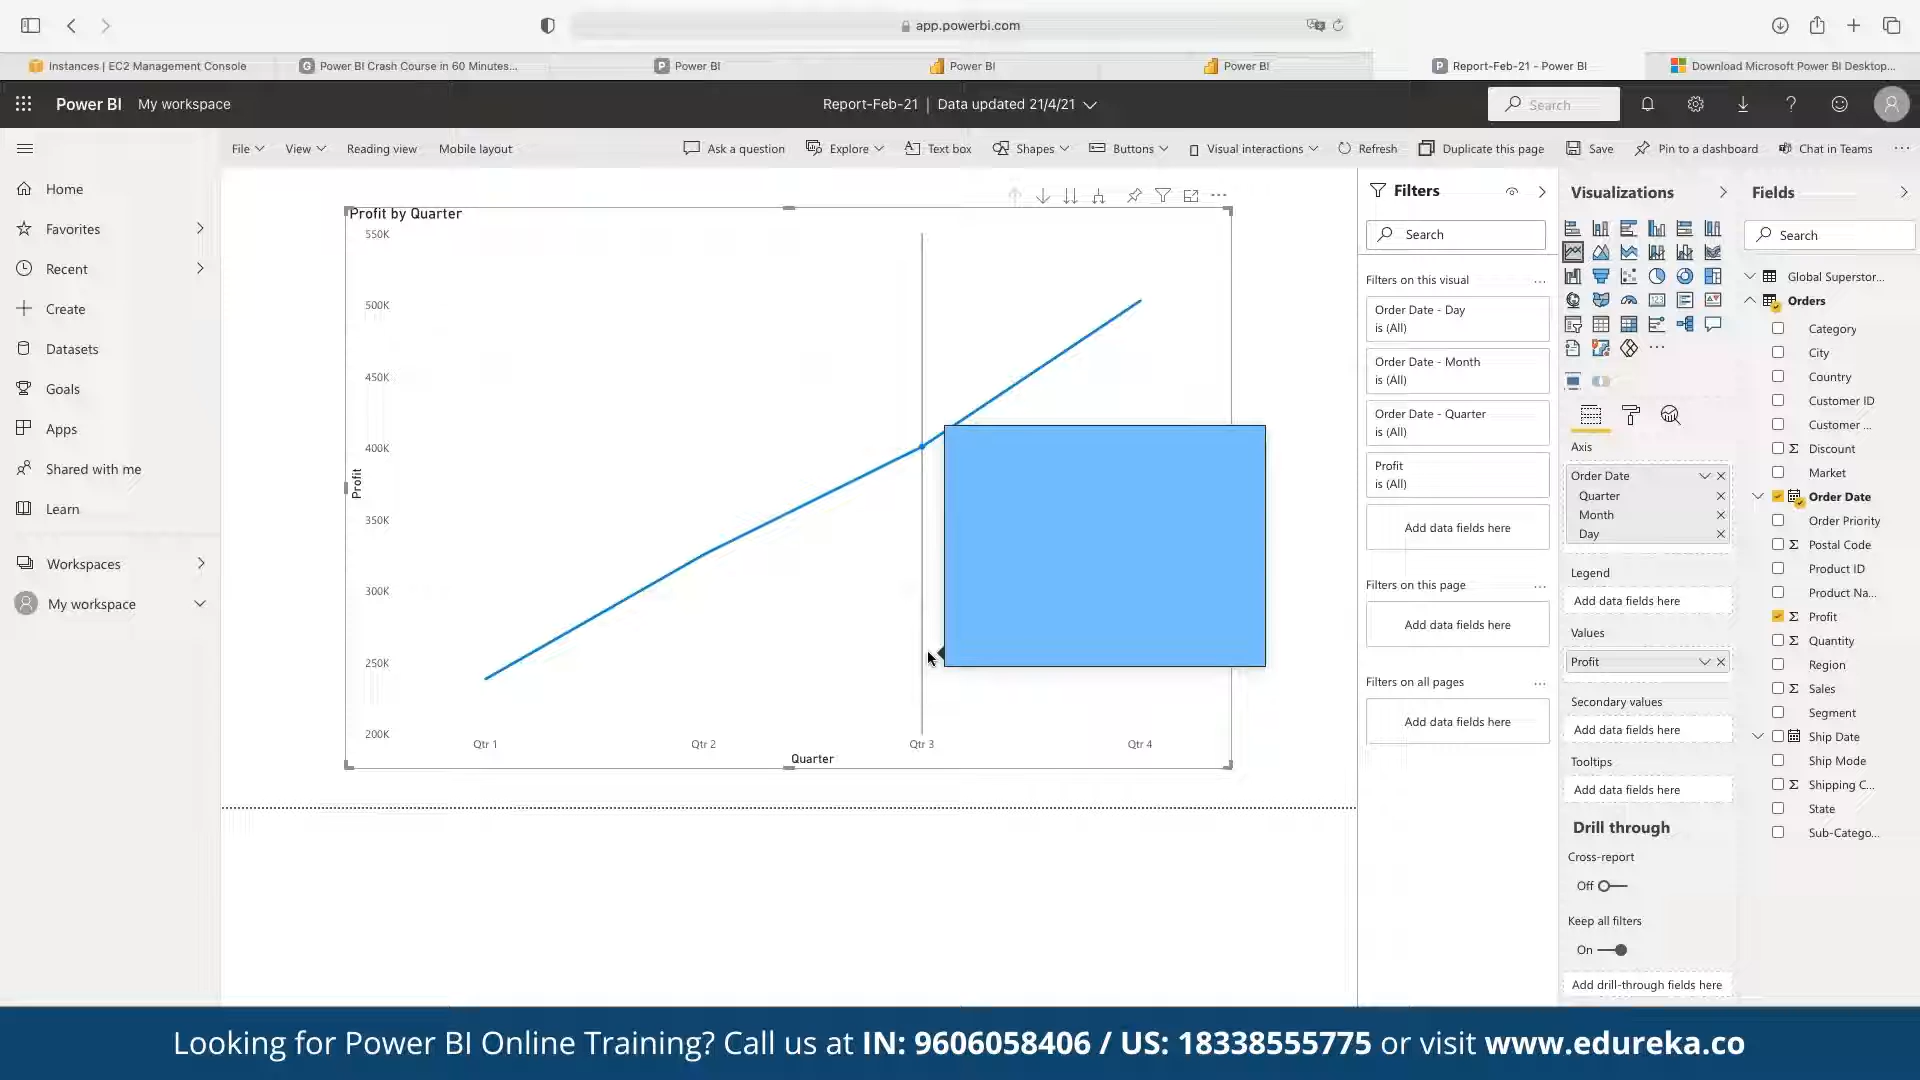 app.powerbi.com
Instances | EC2 Management Console
Power BI Crash Course in 60 Minutes...
Power BI
Power BI
Power BI
Report-Feb-21 - Power BI
Download Microsoft Power BI Desktop...
Power BI My workspace
Report-Feb-21 | Data updated 21/4/21
Search
File
View
Reading view
Mobile layout
Ask a question
Explore
Text box
Shapes
Buttons
Visual interactions
Refresh
Duplicate this page
Save
Pin to a dashboard
Chat in Teams
Home
Favorites
Recent
Create
Datasets
Goals
Apps
Shared with me
Learn
Workspaces
My workspace
Profit by Quarter
550K
500K
450K
400K
350K
300K
250K
200K
Profit
Qtr 1
Qtr 2
Qtr 3
Qtr 4
Quarter
Filters
Search
Filters on this visual
Order Date - Day
is (All)
Order Date - Month
is (All)
Order Date - Quarter
is (All)
Profit
is (All)
Add data fields here
Filters on this page
Add data fields here
Filters on all pages
Add data fields here
Visualizations
Axis
Order Date
Quarter
Month
Day
Legend
Add data fields here
Values
Profit
Secondary values
Add data fields here
Tooltips
Add data fields here
Drill through
Cross-report
Off
Keep all filters
On
Add drill-through fields here
Fields
Search
Global Superstor...
Orders
Category
City
Country
Customer ID
Customer ...
Discount
Market
Order Date
Order Priority
Postal Code
Product ID
Product Na...
Profit
Quantity
Region
Sales
Segment
Ship Date
Ship Mode
Shipping C...
State
Sub-Catego...
Looking for Power BI Online Training? Call us at IN: 9606058406 / US: 18338555775 or visit www.edureka.co